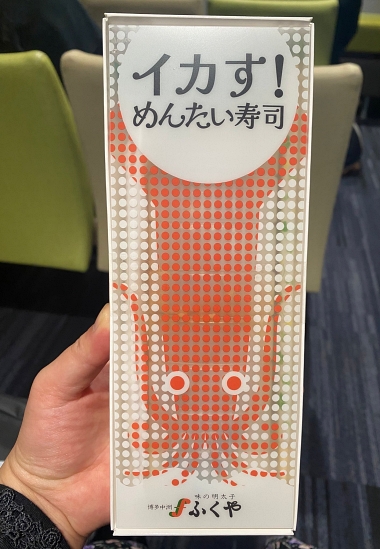 イカす!
めんたい寿司
味の明太子
博多中洲 ふくや